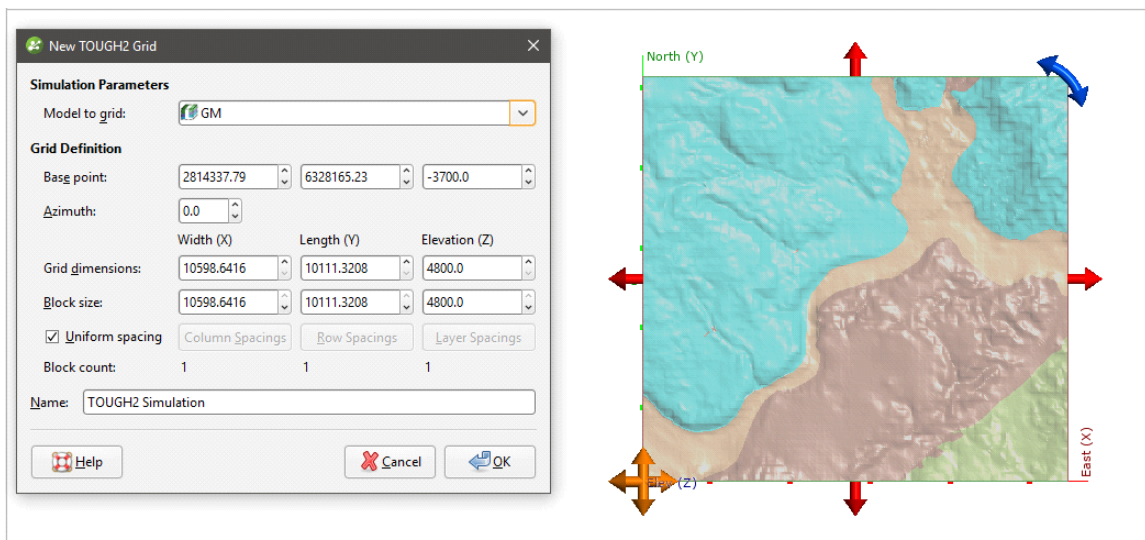 New TOUGH2 Grid
Simulation Parameters
Model to grid: GM
Grid Definition
Base point: 2814337.79 6328165.23 -3700.0
Azimuth: 0.0
Width (X) Length (Y) Elevation (Z)
Grid dimensions: 10598.6416 10111.3208 4800.0
Block size: 10598.6416 10111.3208 4800.0
Uniform spacing Column Spacings Row Spacings Layer Spacings
Block count: 1 1 1
Name: TOUGH2 Simulation
Help Cancel OK
North (Y)
East (X)
Elev (Z)